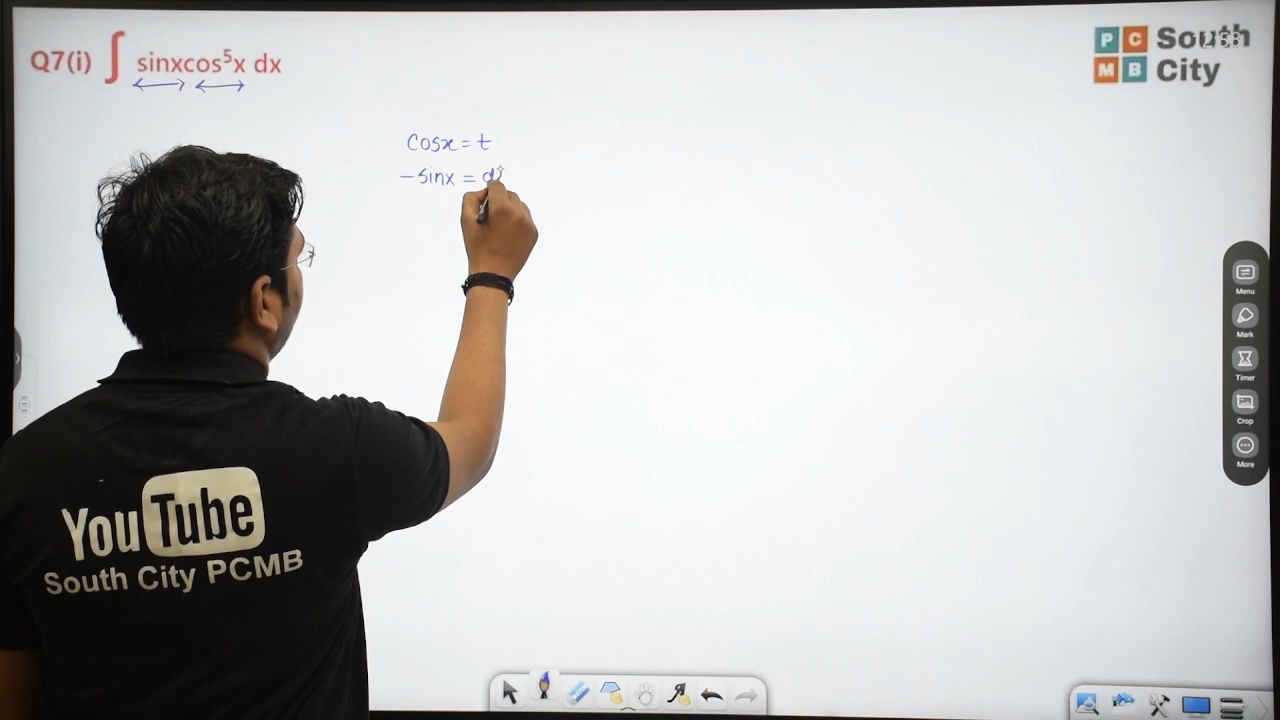 Q7(i) ∫ sinxcos⁵x dx
P C M B South City
cosx = t
-sinx = d
Menu
Mark
Timer
Crop
More
YouTube
South City PCMB